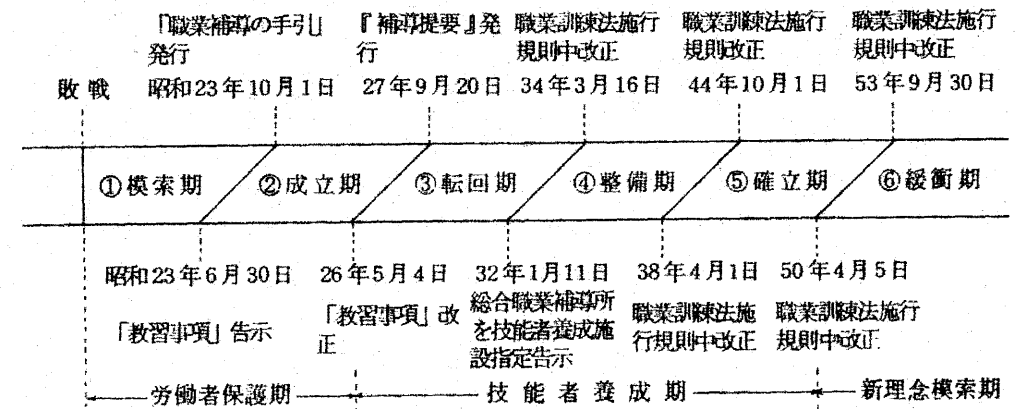 「職業補導の手引」 『補導提要』発 職業訓練法施行 職業訓練法施行 職業訓練法施行
発行 行 規則中改正 規則改正 規則中改正
敗戦 昭和23年10月1日 27年9月20日 34年3月16日 44年10月1日 53年9月30日
①模索期 ②成立期 ③転回期 ④整備期 ⑤確立期 ⑥緩衝期
昭和23年6月30日 26年5月4日 32年1月11日 38年4月1日 50年4月5日
「教習事項」告示 「教習事項」改 総合職業補導所 職業訓練法施 職業訓練法施行
正 を技能者養成施 行規則中改正 規則中改正
設指定告示
労働者保護期 技能者養成期 新理念模索期